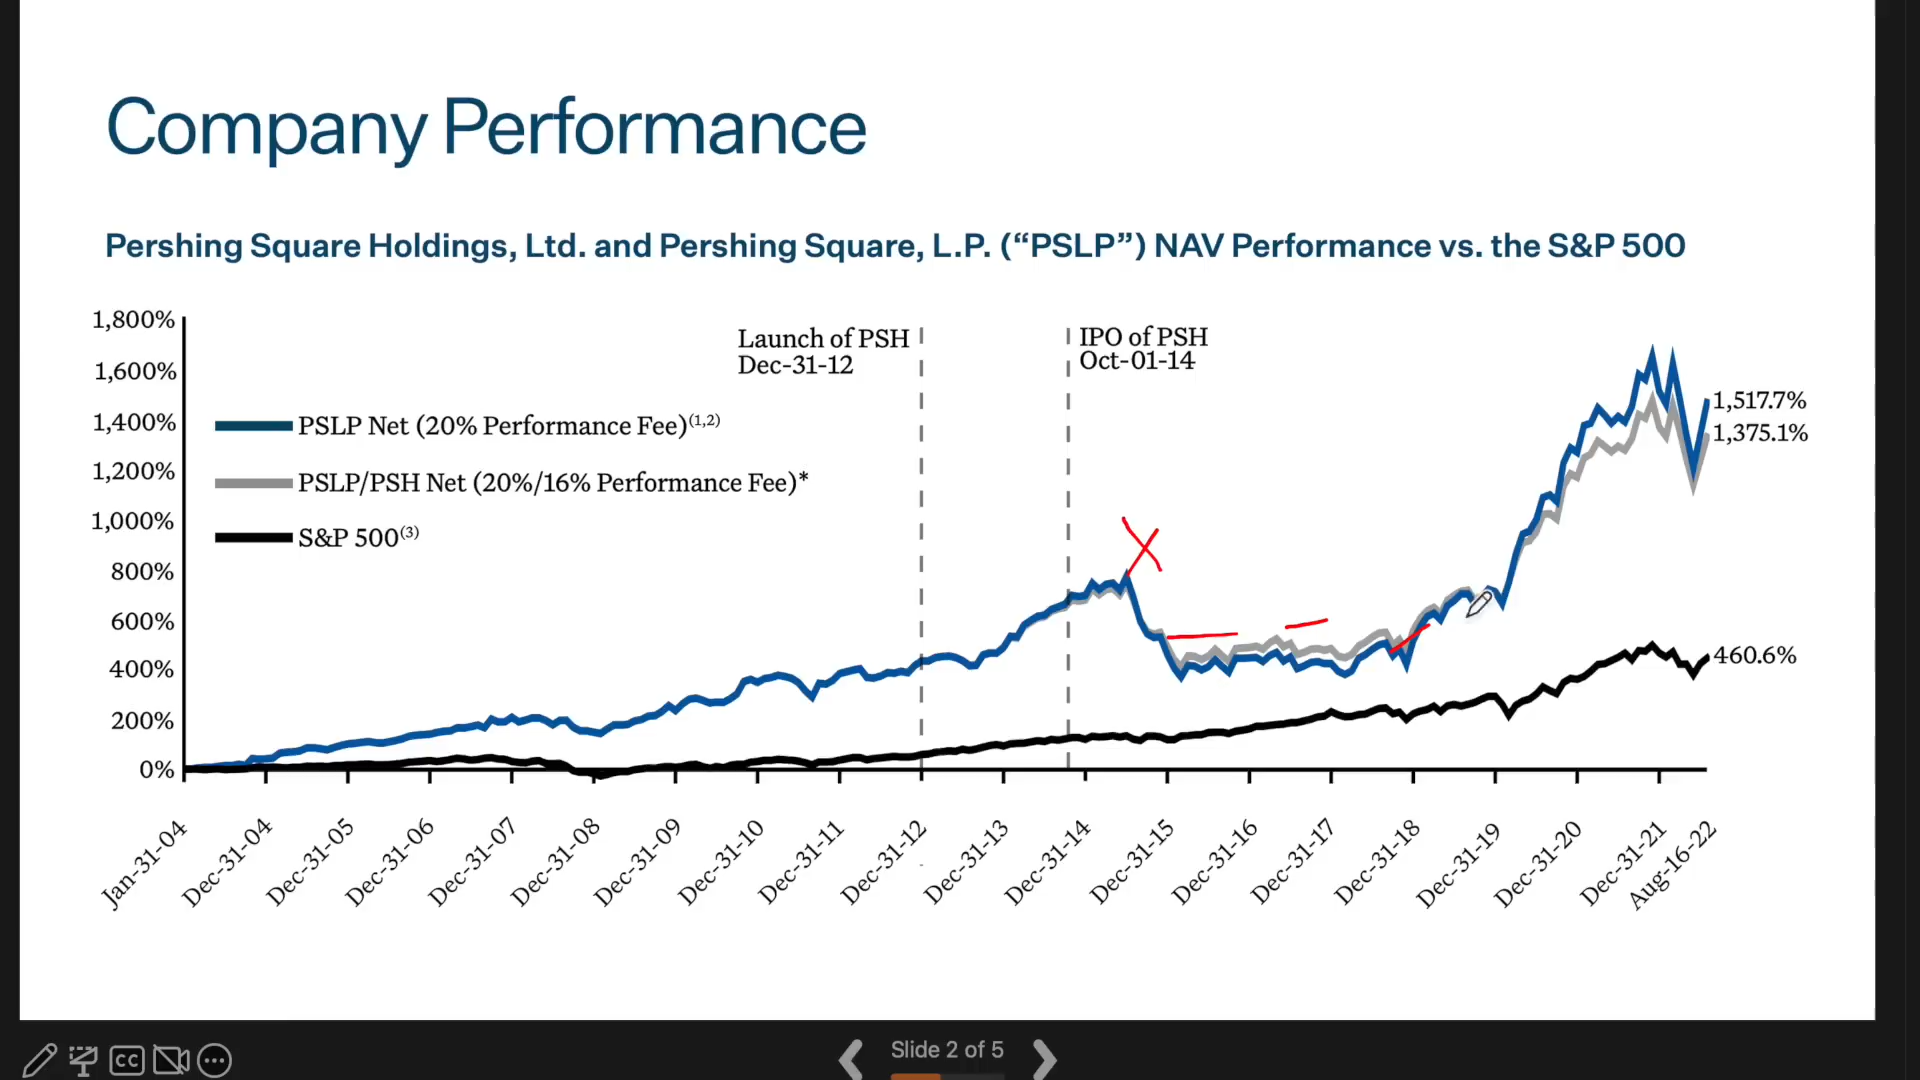 Company Performance
Pershing Square Holdings, Ltd. and Pershing Square, L.P. (“PSLP”) NAV Performance vs. the S&P 500
1,800%
1,600%
1,400%
1,200%
1,000%
800%
600%
400%
200%
0%
Launch of PSH
Dec-31-12
IPO of PSH
Oct-01-14
PSLP Net (20% Performance Fee)(1,2)
PSLP/PSH Net (20%/16% Performance Fee)*
S&P 500(3)
1,517.7%
1,375.1%
460.6%
Jan-31-04
Dec-31-04
Dec-31-05
Dec-31-06
Dec-31-07
Dec-31-08
Dec-31-09
Dec-31-10
Dec-31-11
Dec-31-12
Dec-31-13
Dec-31-14
Dec-31-15
Dec-31-16
Dec-31-17
Dec-31-18
Dec-31-19
Dec-31-20
Dec-31-21
Aug-16-22
CC
Slide 2 of 5